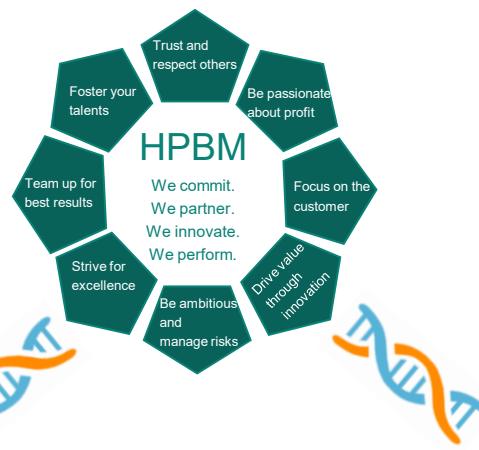 Trust and
respect others
Be passionate
about profit
Focus on the
customer
Drive value
through
innovation
Be ambitious
and
manage risks
Strive for
excellence
Team up for
best results
Foster your
talents
HPBM
We commit.
We partner.
We innovate.
We perform.